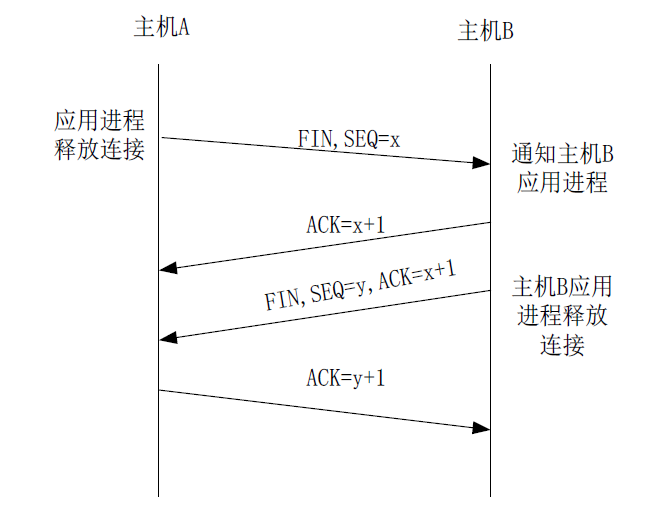 主机A
主机B
应用进程
释放连接
FIN,SEQ=x
通知主机B
应用进程
ACK=x+1
FIN,SEQ=y,ACK=x+1
主机B应用
进程释放
连接
ACK=y+1